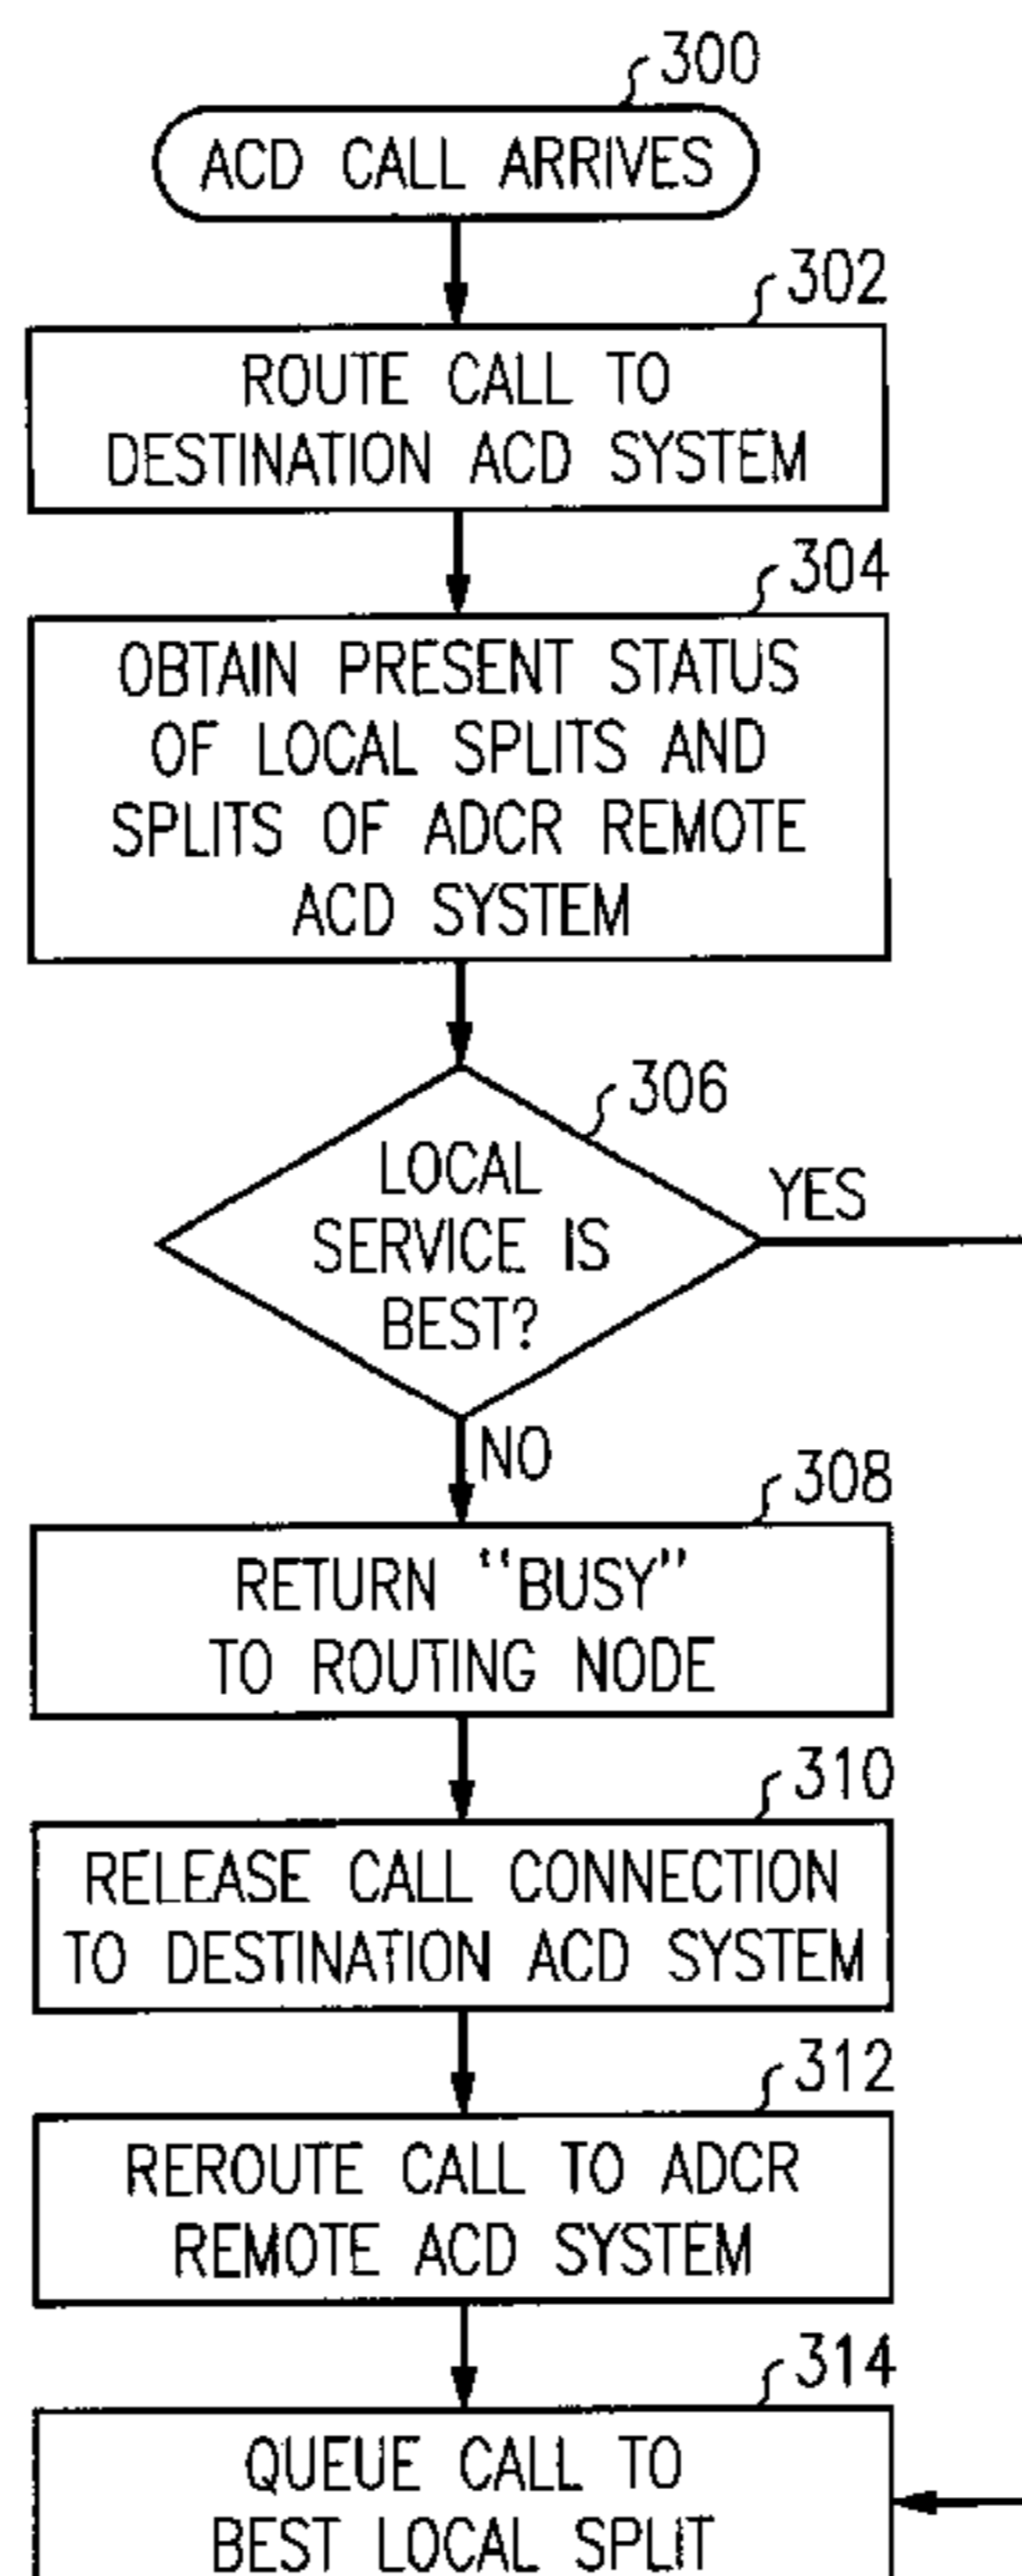 300
ACD CALL ARRIVES
302
ROUTE CALL TO
DESTINATION ACD SYSTEM
304
OBTAIN PRESENT STATUS
OF LOCAL SPLITS AND
SPLITS OF ADCR REMOTE
ACD SYSTEM
306
LOCAL
SERVICE IS
BEST?
YES
NO
308
RETURN "BUSY"
TO ROUTING NODE
310
RELEASE CALL CONNECTION
TO DESTINATION ACD SYSTEM
312
REROUTE CALL TO ADCR
REMOTE ACD SYSTEM
314
QUEUE CALL TO
BEST LOCAL SPLIT